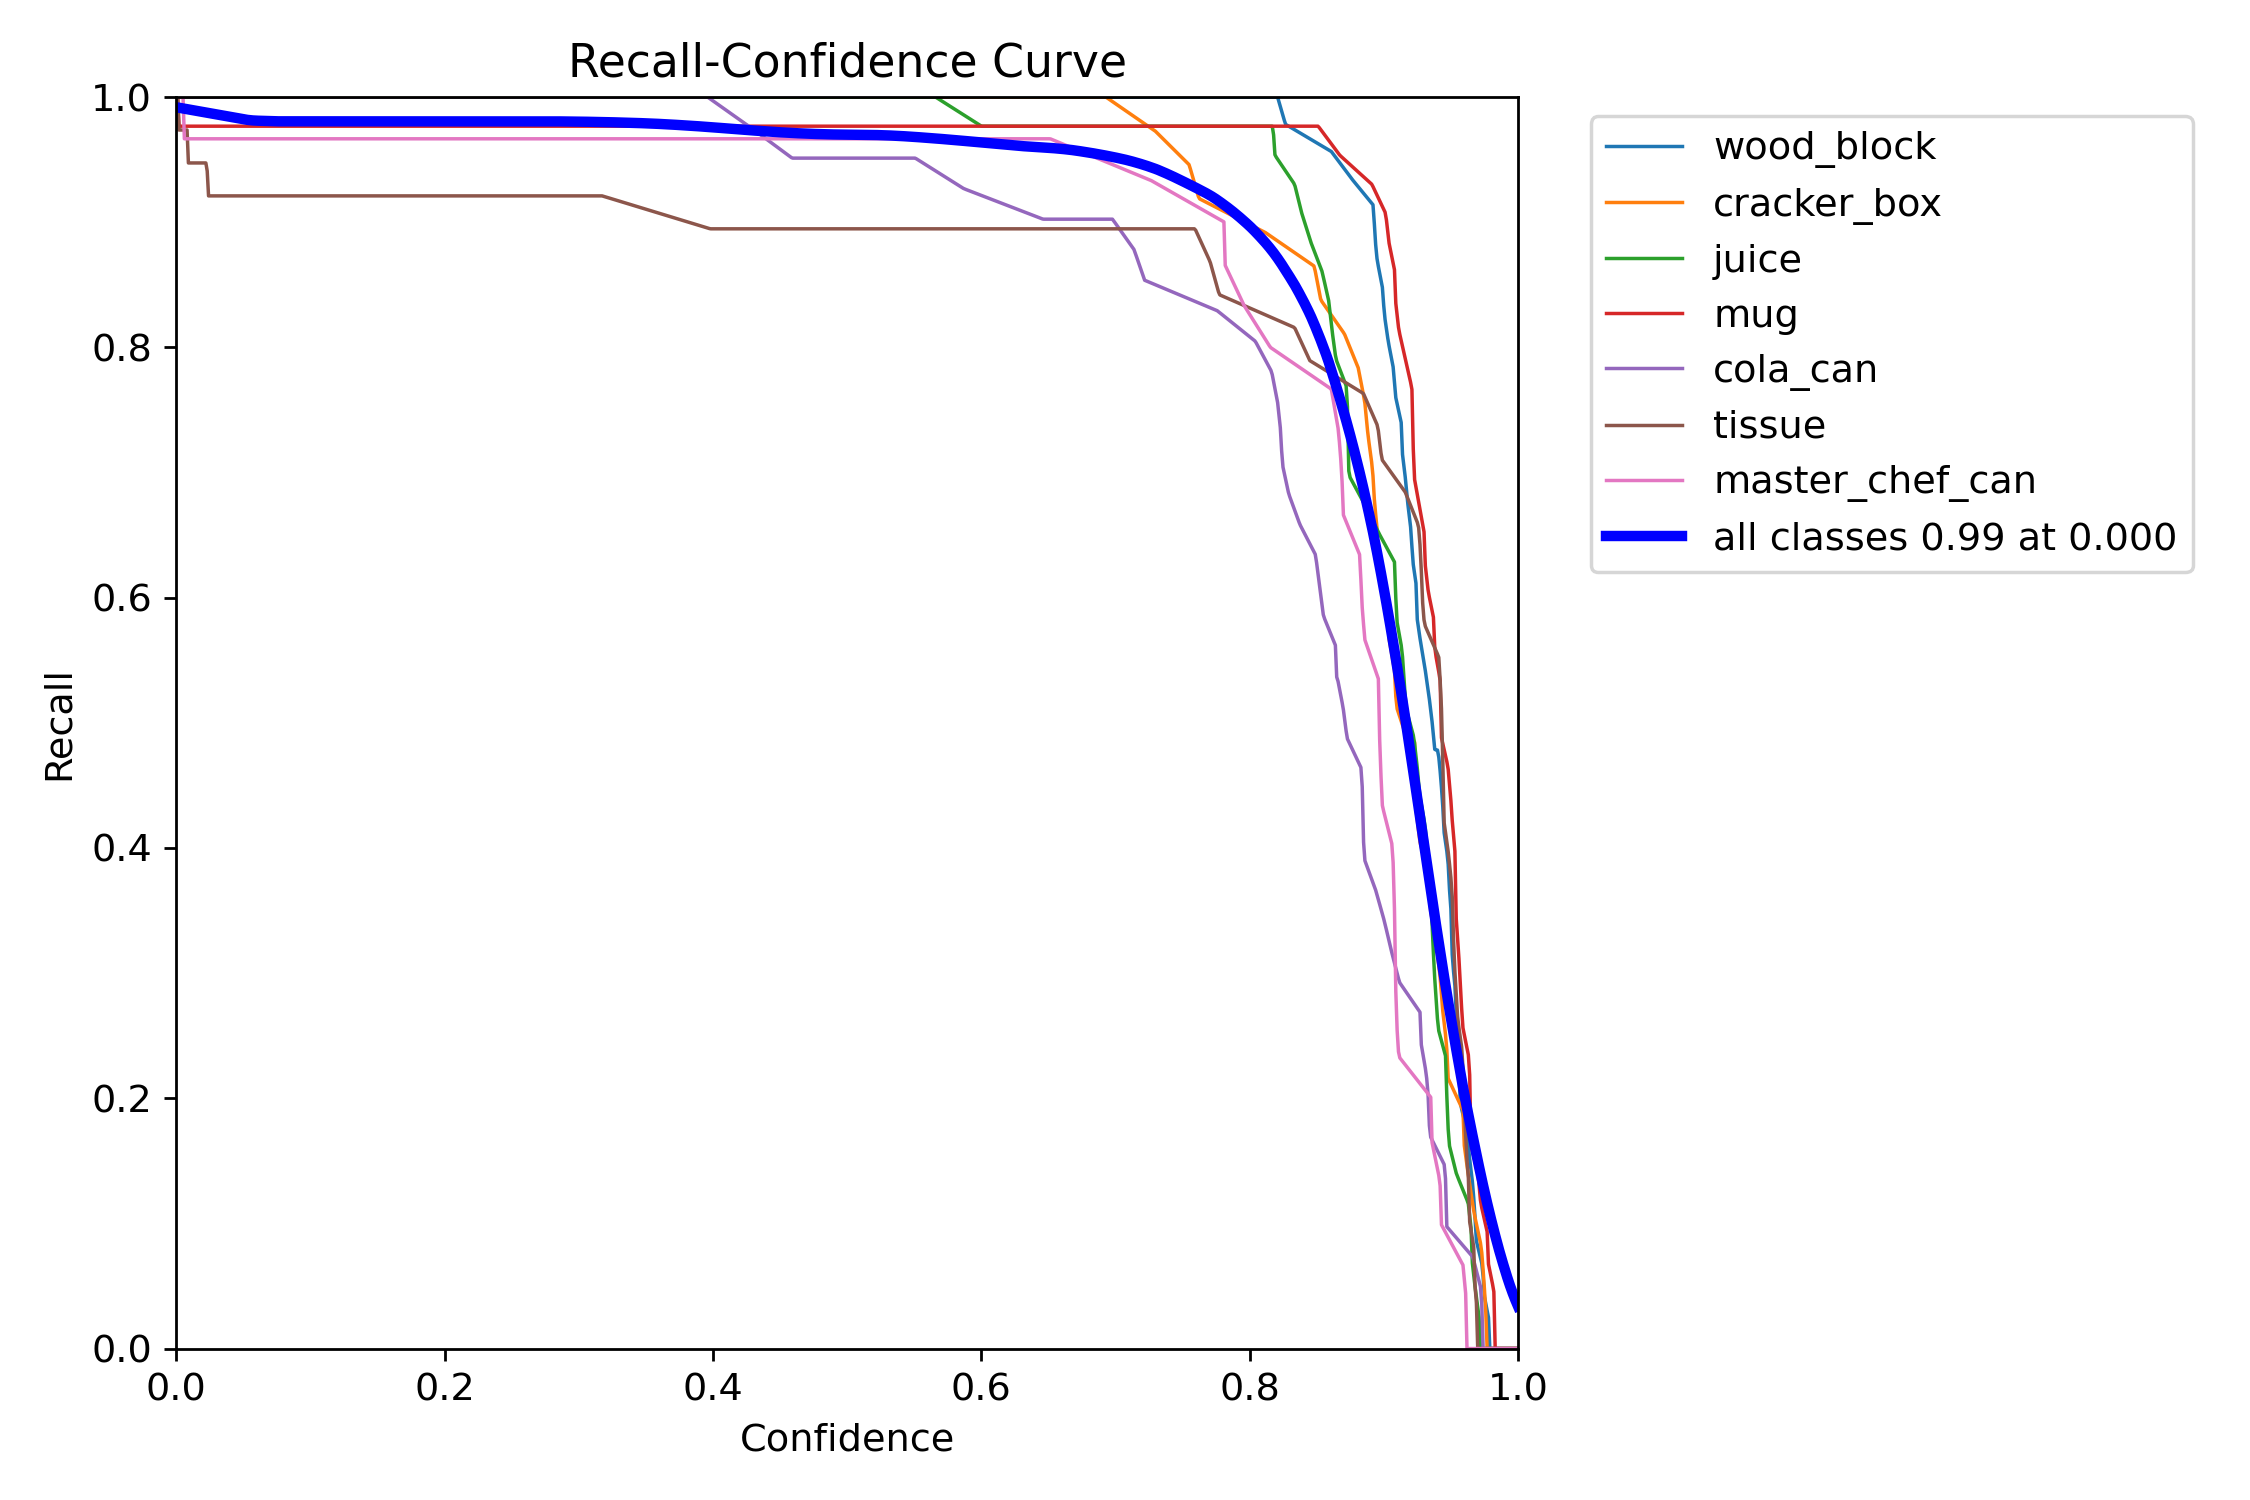 Recall-Confidence Curve
1.0
0.8
0.6
0.4
0.2
0.0
Recall
0.0 0.2 0.4 0.6 0.8 1.0
Confidence
wood_block
cracker_box
juice
mug
cola_can
tissue
master_chef_can
all classes 0.99 at 0.000